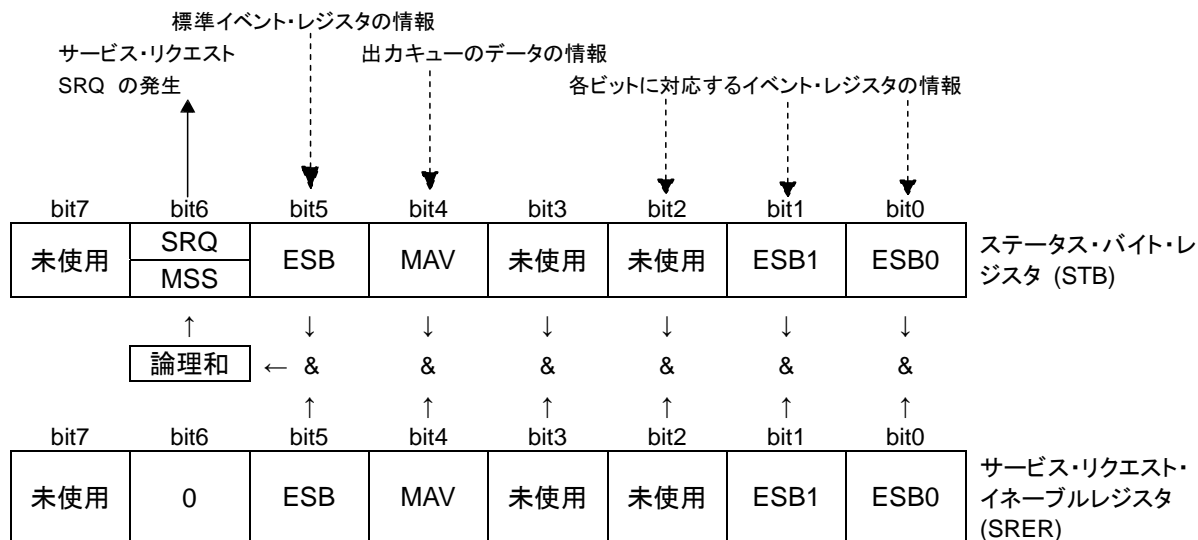 標準イベント・レジスタの情報
サービス・リクエスト 出力キューのデータの情報
SRQ の発生 各ビットに対応するイベント・レジスタの情報
bit7 bit6 bit5 bit4 bit3 bit2 bit1 bit0
未使用 SRQ ESB MAV 未使用 未使用 ESB1 ESB0
MSS
ステータス・バイト・レ
ジスタ (STB)
↑ ↓ ↓ ↓ ↓ ↓ ↓
論理和 ← & & & & & &
↑ ↑ ↑ ↑ ↑ ↑
bit7 bit6 bit5 bit4 bit3 bit2 bit1 bit0
未使用 0 ESB MAV 未使用 未使用 ESB1 ESB0
サービス・リクエスト・
イネーブルレジスタ
(SRER)